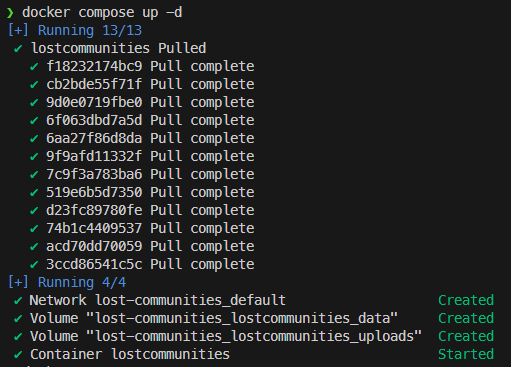 ❯ docker compose up -d
[+] Running 13/13
✔ lostcommunities Pulled
✔ f18232174bc9 Pull complete
✔ cb2bde55f71f Pull complete
✔ 9d0e0719fbe0 Pull complete
✔ 6f063dbd7a5d Pull complete
✔ 6aa27f86d8da Pull complete
✔ 9f9afd11332f Pull complete
✔ 7c9f3a783ba6 Pull complete
✔ 519e6b5d7350 Pull complete
✔ d23fc89780fe Pull complete
✔ 74b1c4409537 Pull complete
✔ acd70dd70059 Pull complete
✔ 3ccd86541c5c Pull complete
[+] Running 4/4
✔ Network lost-communities_default Created
✔ Volume "lost-communities_lostcommunities_data" Created
✔ Volume "lost-communities_lostcommunities_uploads" Created
✔ Container lostcommunities Started